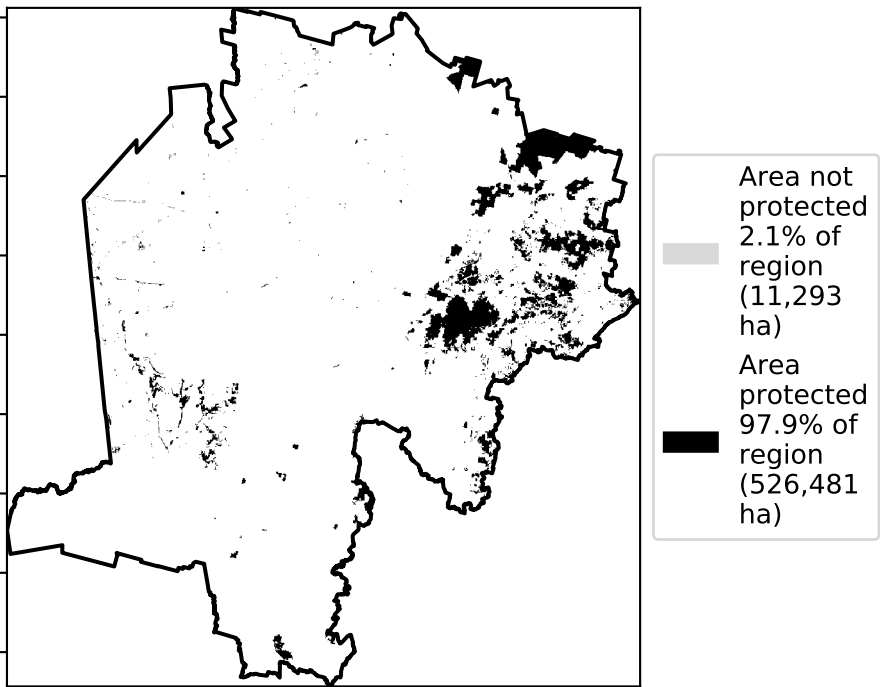 Area not
protected
2.1% of
region
(11,293
ha)
Area
protected
97.9% of
region
(526,481
ha)